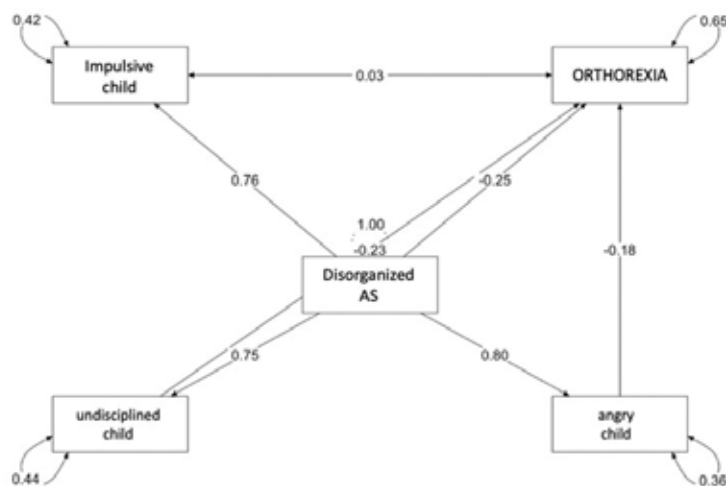 0.42
0.65
Impulsive
child
0.03
ORTHOREXIA
0.76
-0.25
1.00
-0.23
Disorganized
AS
-0.18
0.75
0.80
undisciplined
child
angry
child
0.44
0.36